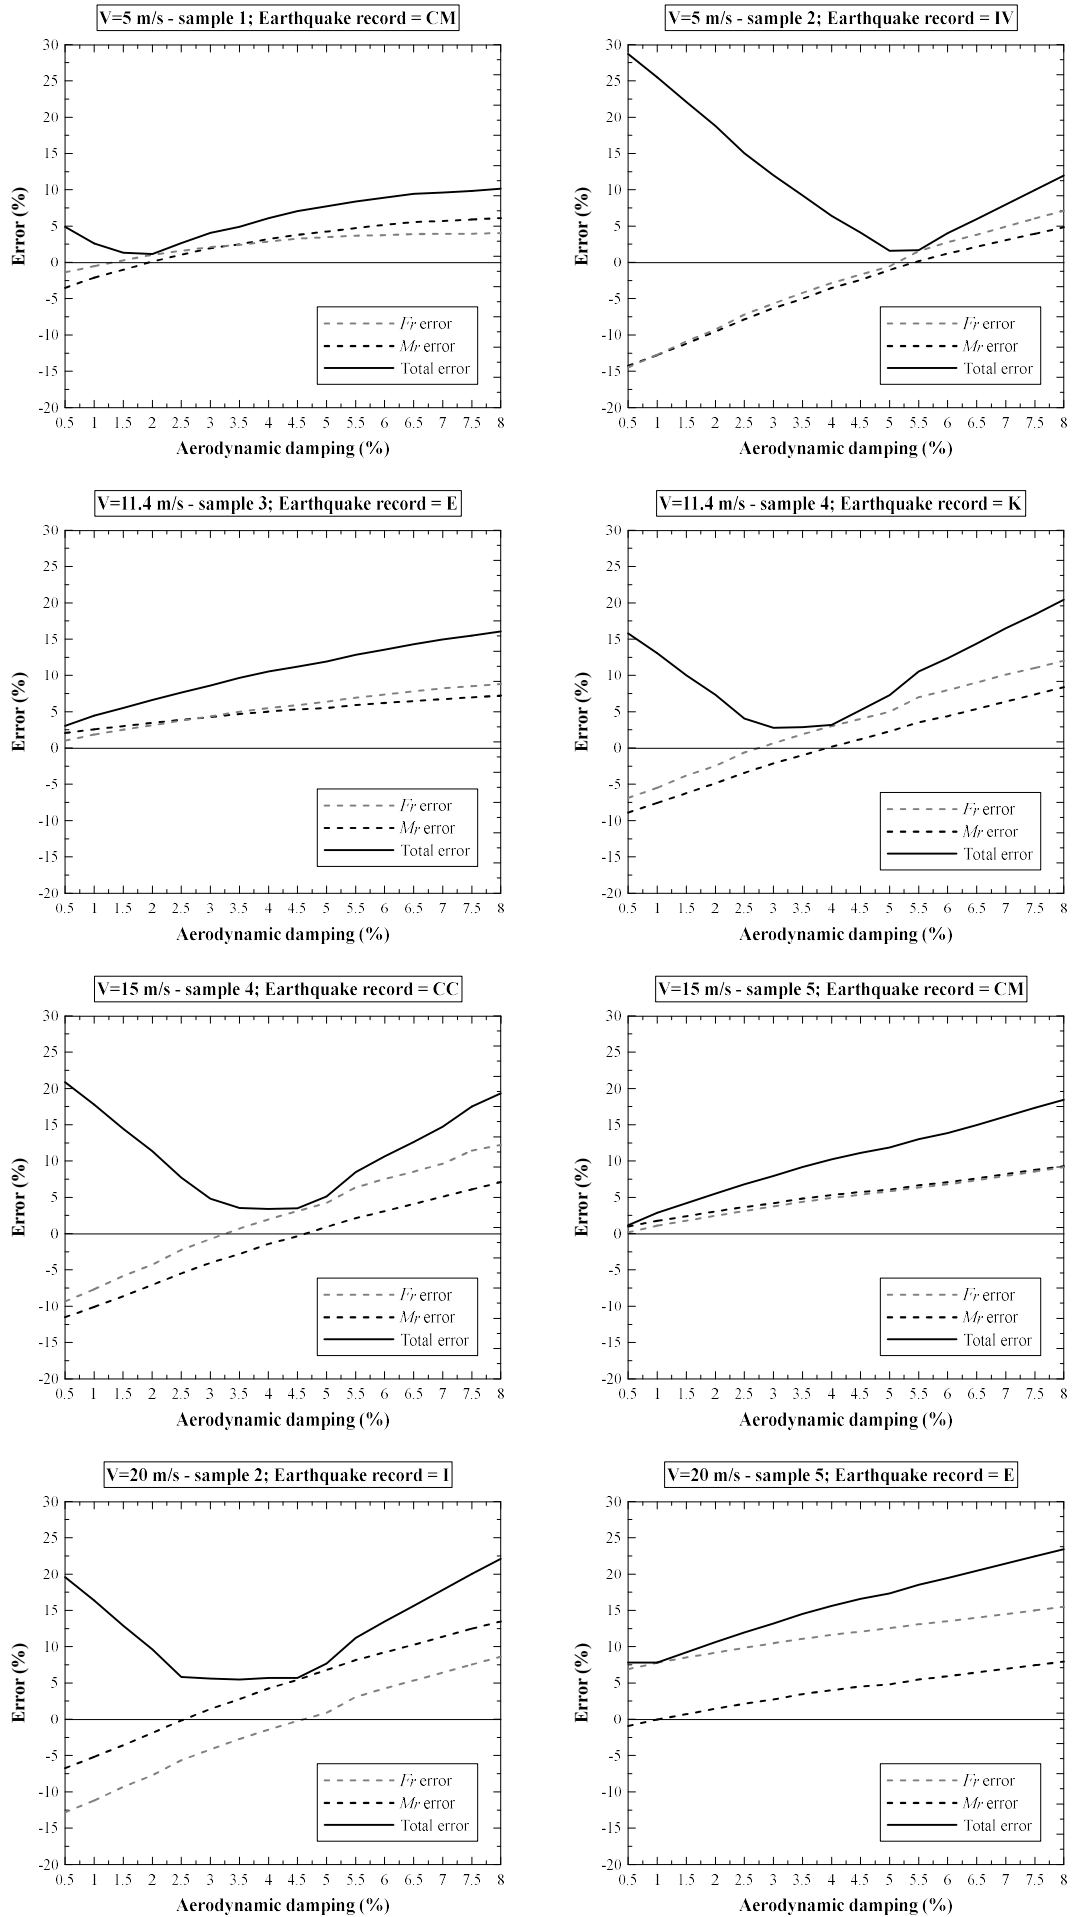 V=5 m/s - sample 1; Earthquake record = CM
Error (%)
30
25
20
15
10
5
0
-5
-10
-15
-20
Fr error
Mr error
Total error
0.5 1 1.5 2 2.5 3 3.5 4 4.5 5 5.5 6 6.5 7 7.5 8
Aerodynamic damping (%)
V=5 m/s - sample 2; Earthquake record = IV
Error (%)
30
25
20
15
10
5
0
-5
-10
-15
-20
Fr error
Mr error
Total error
0.5 1 1.5 2 2.5 3 3.5 4 4.5 5 5.5 6 6.5 7 7.5 8
Aerodynamic damping (%)
V=11.4 m/s - sample 3; Earthquake record = E
Error (%)
30
25
20
15
10
5
0
-5
-10
-15
-20
Fr error
Mr error
Total error
0.5 1 1.5 2 2.5 3 3.5 4 4.5 5 5.5 6 6.5 7 7.5 8
Aerodynamic damping (%)
V=11.4 m/s - sample 4; Earthquake record = K
Error (%)
30
25
20
15
10
5
0
-5
-10
-15
-20
Fr error
Mr error
Total error
0.5 1 1.5 2 2.5 3 3.5 4 4.5 5 5.5 6 6.5 7 7.5 8
Aerodynamic damping (%)
V=15 m/s - sample 4; Earthquake record = CC
Error (%)
30
25
20
15
10
5
0
-5
-10
-15
-20
Fr error
Mr error
Total error
0.5 1 1.5 2 2.5 3 3.5 4 4.5 5 5.5 6 6.5 7 7.5 8
Aerodynamic damping (%)
V=15 m/s - sample 5; Earthquake record = CM
Error (%)
30
25
20
15
10
5
0
-5
-10
-15
-20
Fr error
Mr error
Total error
0.5 1 1.5 2 2.5 3 3.5 4 4.5 5 5.5 6 6.5 7 7.5 8
Aerodynamic damping (%)
V=20 m/s - sample 2; Earthquake record = I
Error (%)
30
25
20
15
10
5
0
-5
-10
-15
-20
Fr error
Mr error
Total error
0.5 1 1.5 2 2.5 3 3.5 4 4.5 5 5.5 6 6.5 7 7.5 8
Aerodynamic damping (%)
V=20 m/s - sample 5; Earthquake record = E
Error (%)
30
25
20
15
10
5
0
-5
-10
-15
-20
Fr error
Mr error
Total error
0.5 1 1.5 2 2.5 3 3.5 4 4.5 5 5.5 6 6.5 7 7.5 8
Aerodynamic damping (%)